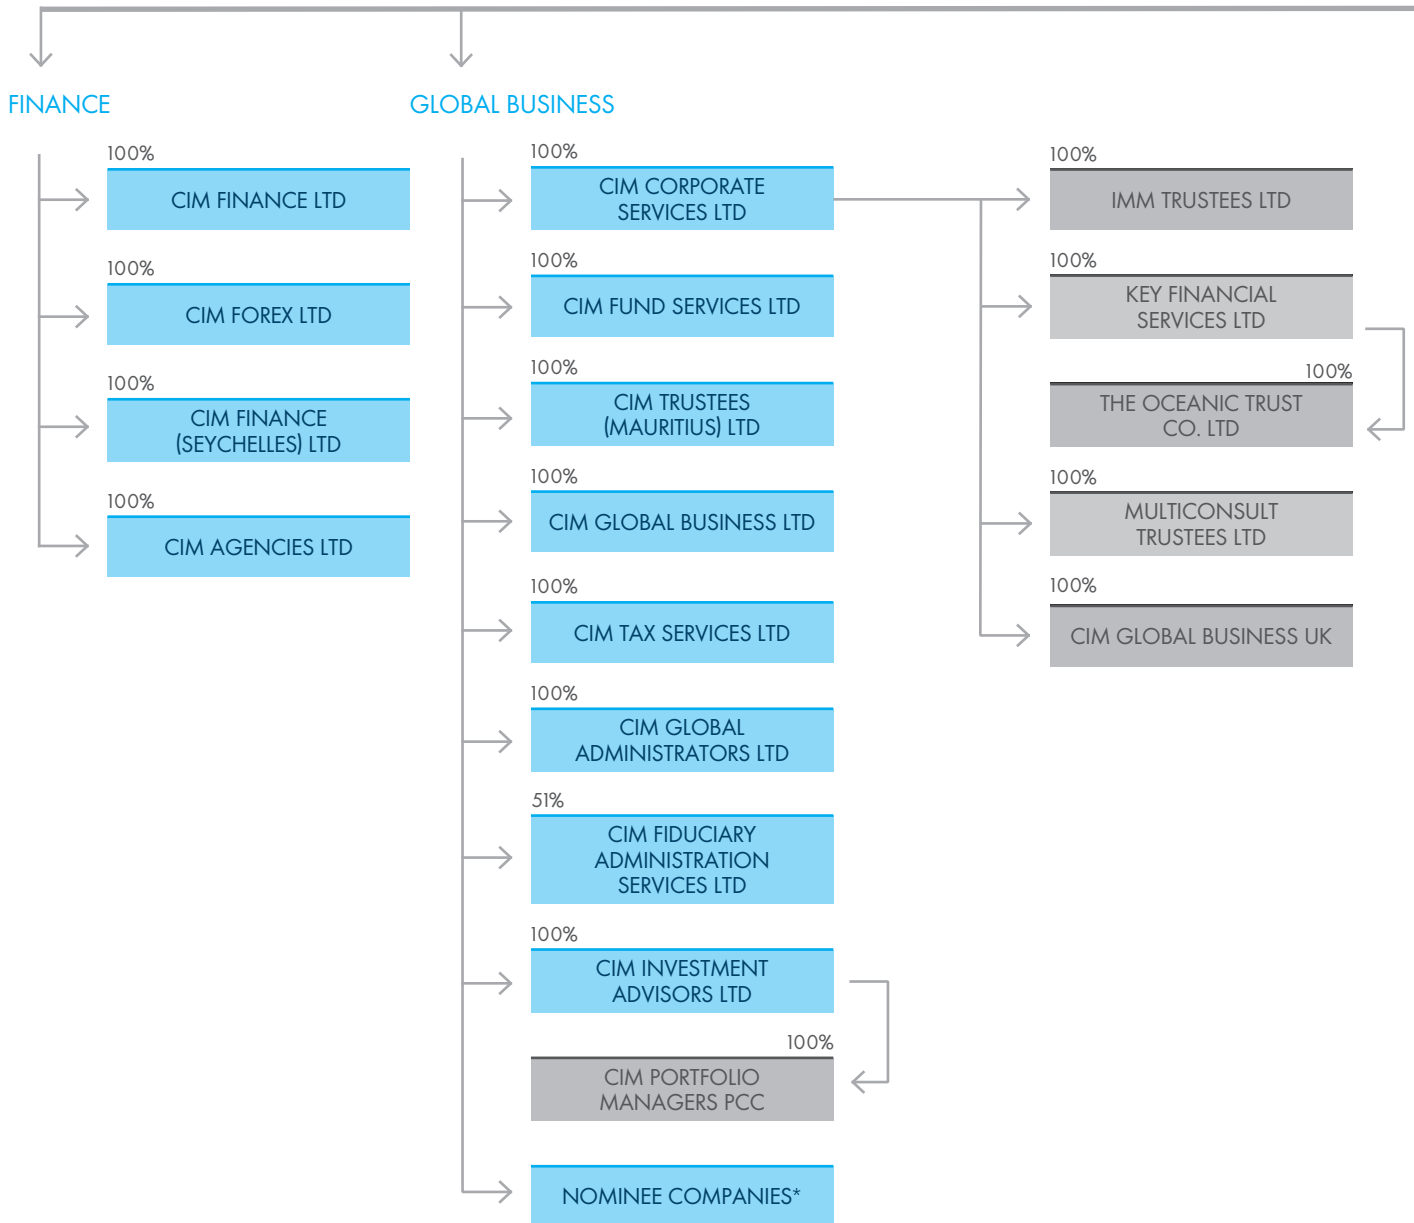 FINANCE
100%
CIM FINANCE LTD
100%
CIM FOREX LTD
100%
CIM FINANCE
(SEYCHELLES) LTD
100%
CIM AGENCIES LTD
GLOBAL BUSINESS
100%
CIM CORPORATE
SERVICES LTD
100%
CIM FUND SERVICES LTD
100%
CIM TRUSTEES
(MAURITIUS) LTD
100%
CIM GLOBAL BUSINESS LTD
100%
CIM TAX SERVICES LTD
100%
CIM GLOBAL
ADMINISTRATORS LTD
51%
CIM FIDUCIARY
ADMINISTRATION
SERVICES LTD
100%
CIM INVESTMENT
ADVISORS LTD
100%
CIM PORTFOLIO
MANAGERS PCC
NOMINEE COMPANIES*
100%
IMM TRUSTEES LTD
100%
KEY FINANCIAL
SERVICES LTD
100%
THE OCEANIC TRUST
CO. LTD
100%
MULTICONSULT
TRUSTEES LTD
100%
CIM GLOBAL BUSINESS UK